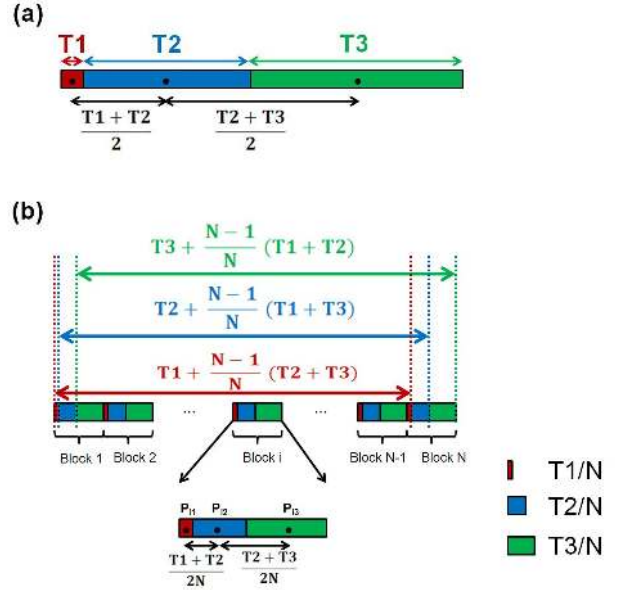 (a)
T1 T2 T3
T1 + T2
2
T2 + T3
2
(b)
T3 + N − 1 / N (T1 + T2)
T2 + N − 1 / N (T1 + T3)
T1 + N − 1 / N (T2 + T3)
... ...
Block 1 Block 2 Block i Block N-1 Block N
T1/N
T2/N
T3/N
Pi1 Pi2 Pi3
T1 + T2
2N
T2 + T3
2N